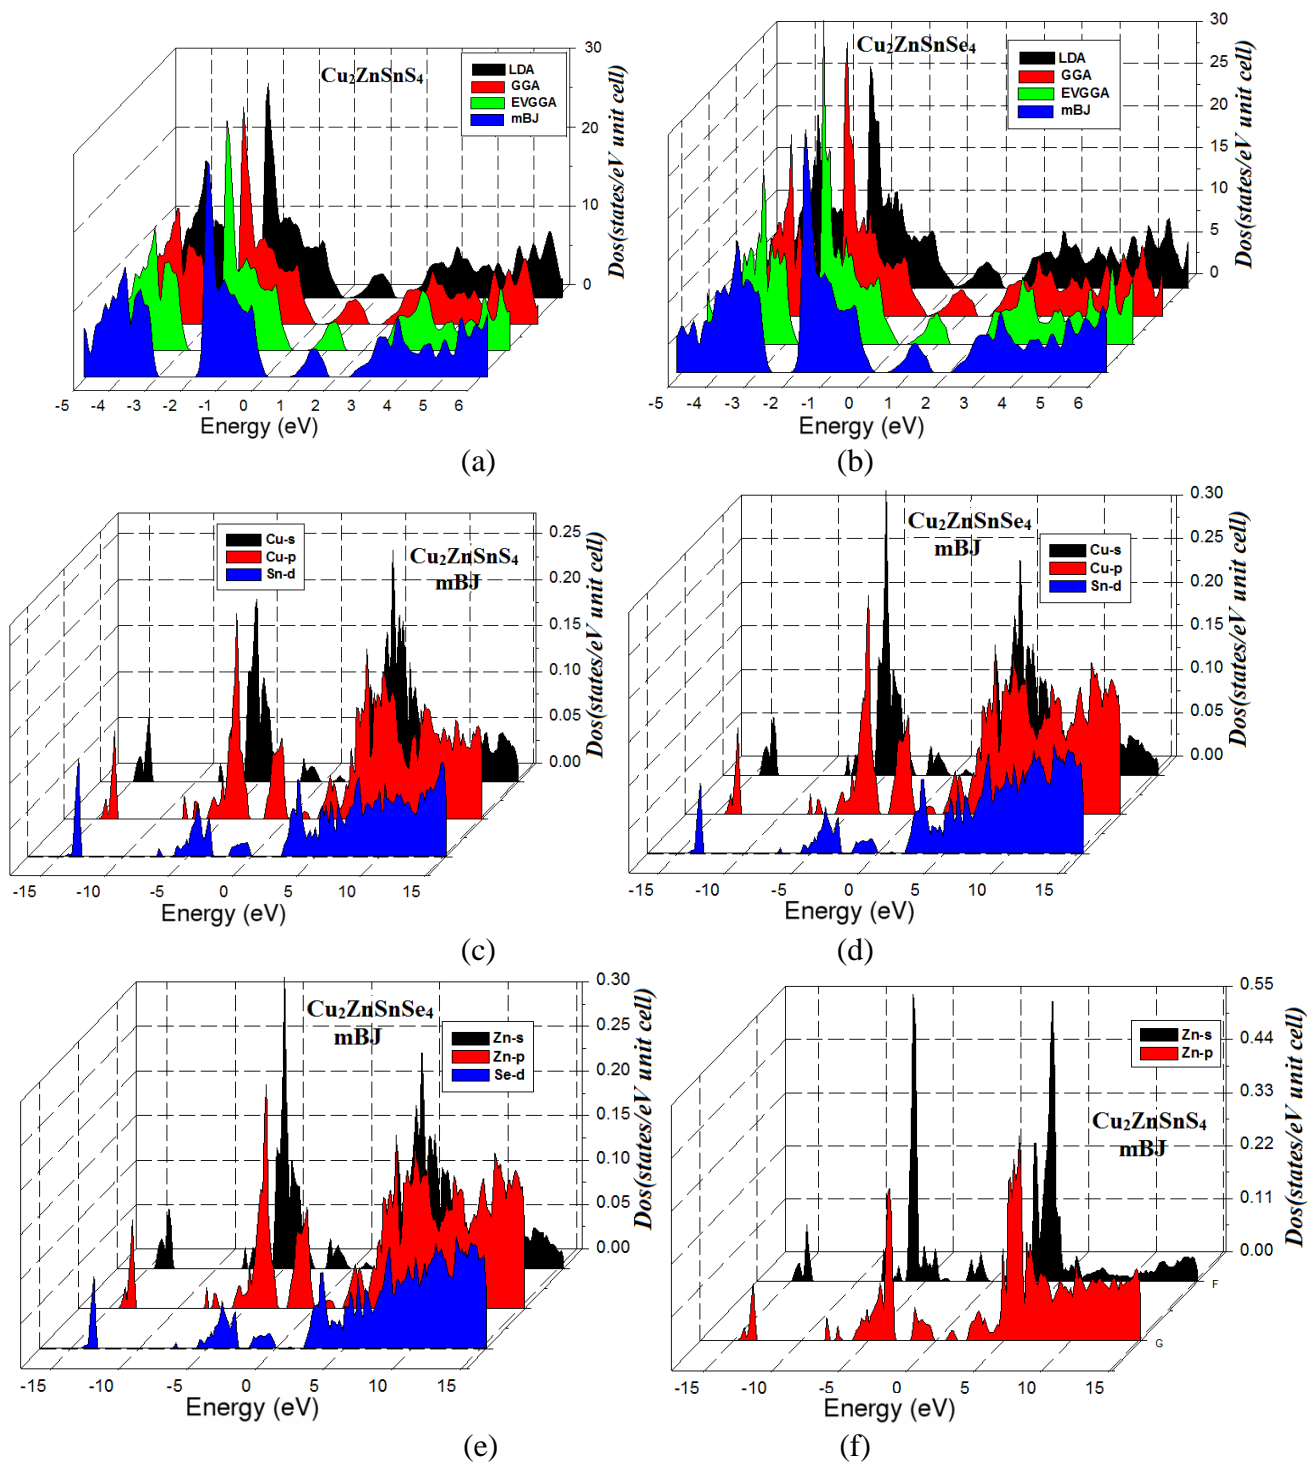 Cu₂ZnSnS₄
LDA
GGA
EVGGA
mBJ
30
20
10
0
Dos(states/eV unit cell)
-5 -4 -3 -2 -1 0 1 2 3 4 5 6
Energy (eV)
(a)
Cu₂ZnSnSe₄
LDA
GGA
EVGGA
mBJ
30
25
20
15
10
5
0
Dos(states/eV unit cell)
-5 -4 -3 -2 -1 0 1 2 3 4 5 6
Energy (eV)
(b)
Cu-s
Cu-p
Sn-d
Cu₂ZnSnS₄
mBJ
0.25
0.20
0.15
0.10
0.05
0.00
Dos(states/eV unit cell)
-15 -10 -5 0 5 10 15
Energy (eV)
(c)
Cu₂ZnSnSe₄
mBJ
Cu-s
Cu-p
Sn-d
0.30
0.25
0.20
0.15
0.10
0.05
0.00
Dos(states/eV unit cell)
-15 -10 -5 0 5 10 15
Energy (eV)
(d)
Cu₂ZnSnSe₄
mBJ
Zn-s
Zn-p
Se-d
0.30
0.25
0.20
0.15
0.10
0.05
0.00
Dos(states/eV unit cell)
-15 -10 -5 0 5 10 15
Energy (eV)
(e)
Zn-s
Zn-p
Cu₂ZnSnS₄
mBJ
0.55
0.44
0.33
0.22
0.11
0.00
Dos(states/eV unit cell)
F
G
-15 -10 -5 0 5 10 15
Energy (eV)
(f)